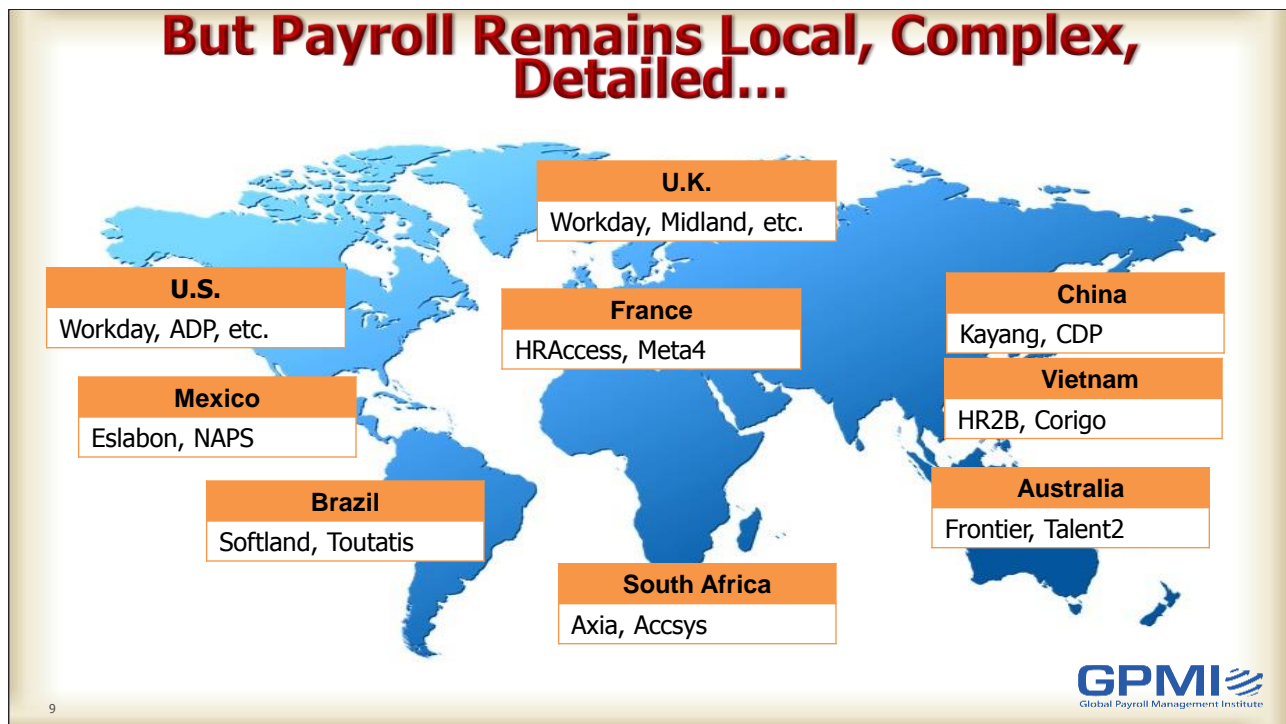 But Payroll Remains Local, Complex,
Detailed...
U.K.
Workday, Midland, etc.
U.S.
Workday, ADP, etc.
France
HRAccess, Meta4
China
Kayang, CDP
Mexico
Eslabon, NAPS
Vietnam
HR2B, Corigo
Brazil
Softland, Toutatis
Australia
Frontier, Talent2
South Africa
Axia, Accsys
GPMI
Global Payroll Management Institute
9